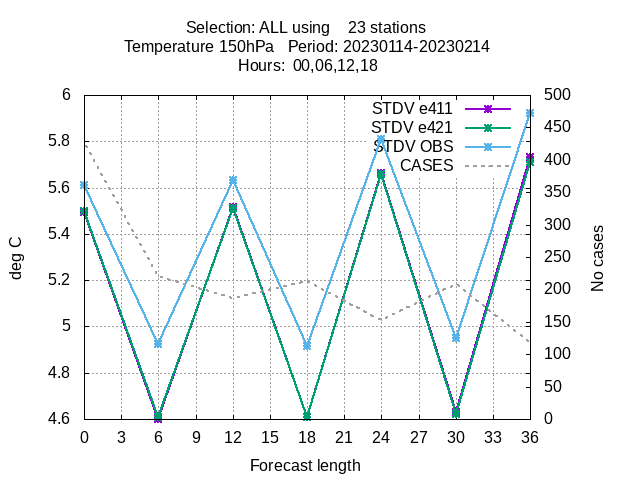 Selection: ALL using    23 stations
Temperature 150hPa   Period: 20230114-20230214
Hours:  00,06,12,18
STDV e411
STDV e421
STDV OBS
CASES
6
5.8
5.6
5.4
5.2
5
4.8
4.6
deg C
500
450
400
350
300
250
200
150
100
50
0
No cases
0 3 6 9 12 15 18 21 24 27 30 33 36
Forecast length